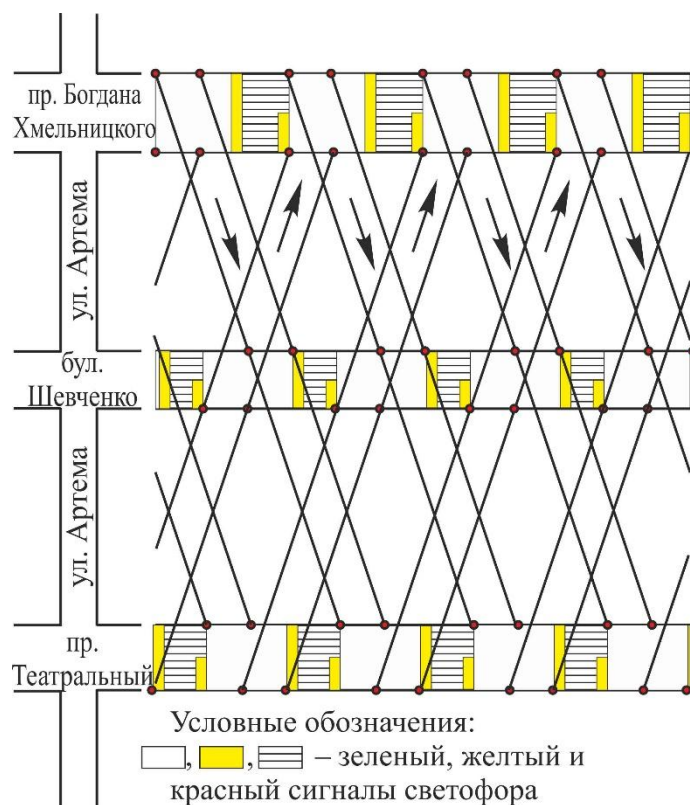 пр. Богдана
Хмельницкого
ул. Артема
бул.
Шевченко
ул. Артема
пр.
Театральный
Условные обозначения:
, , – зеленый, желтый и
красный сигналы светофора